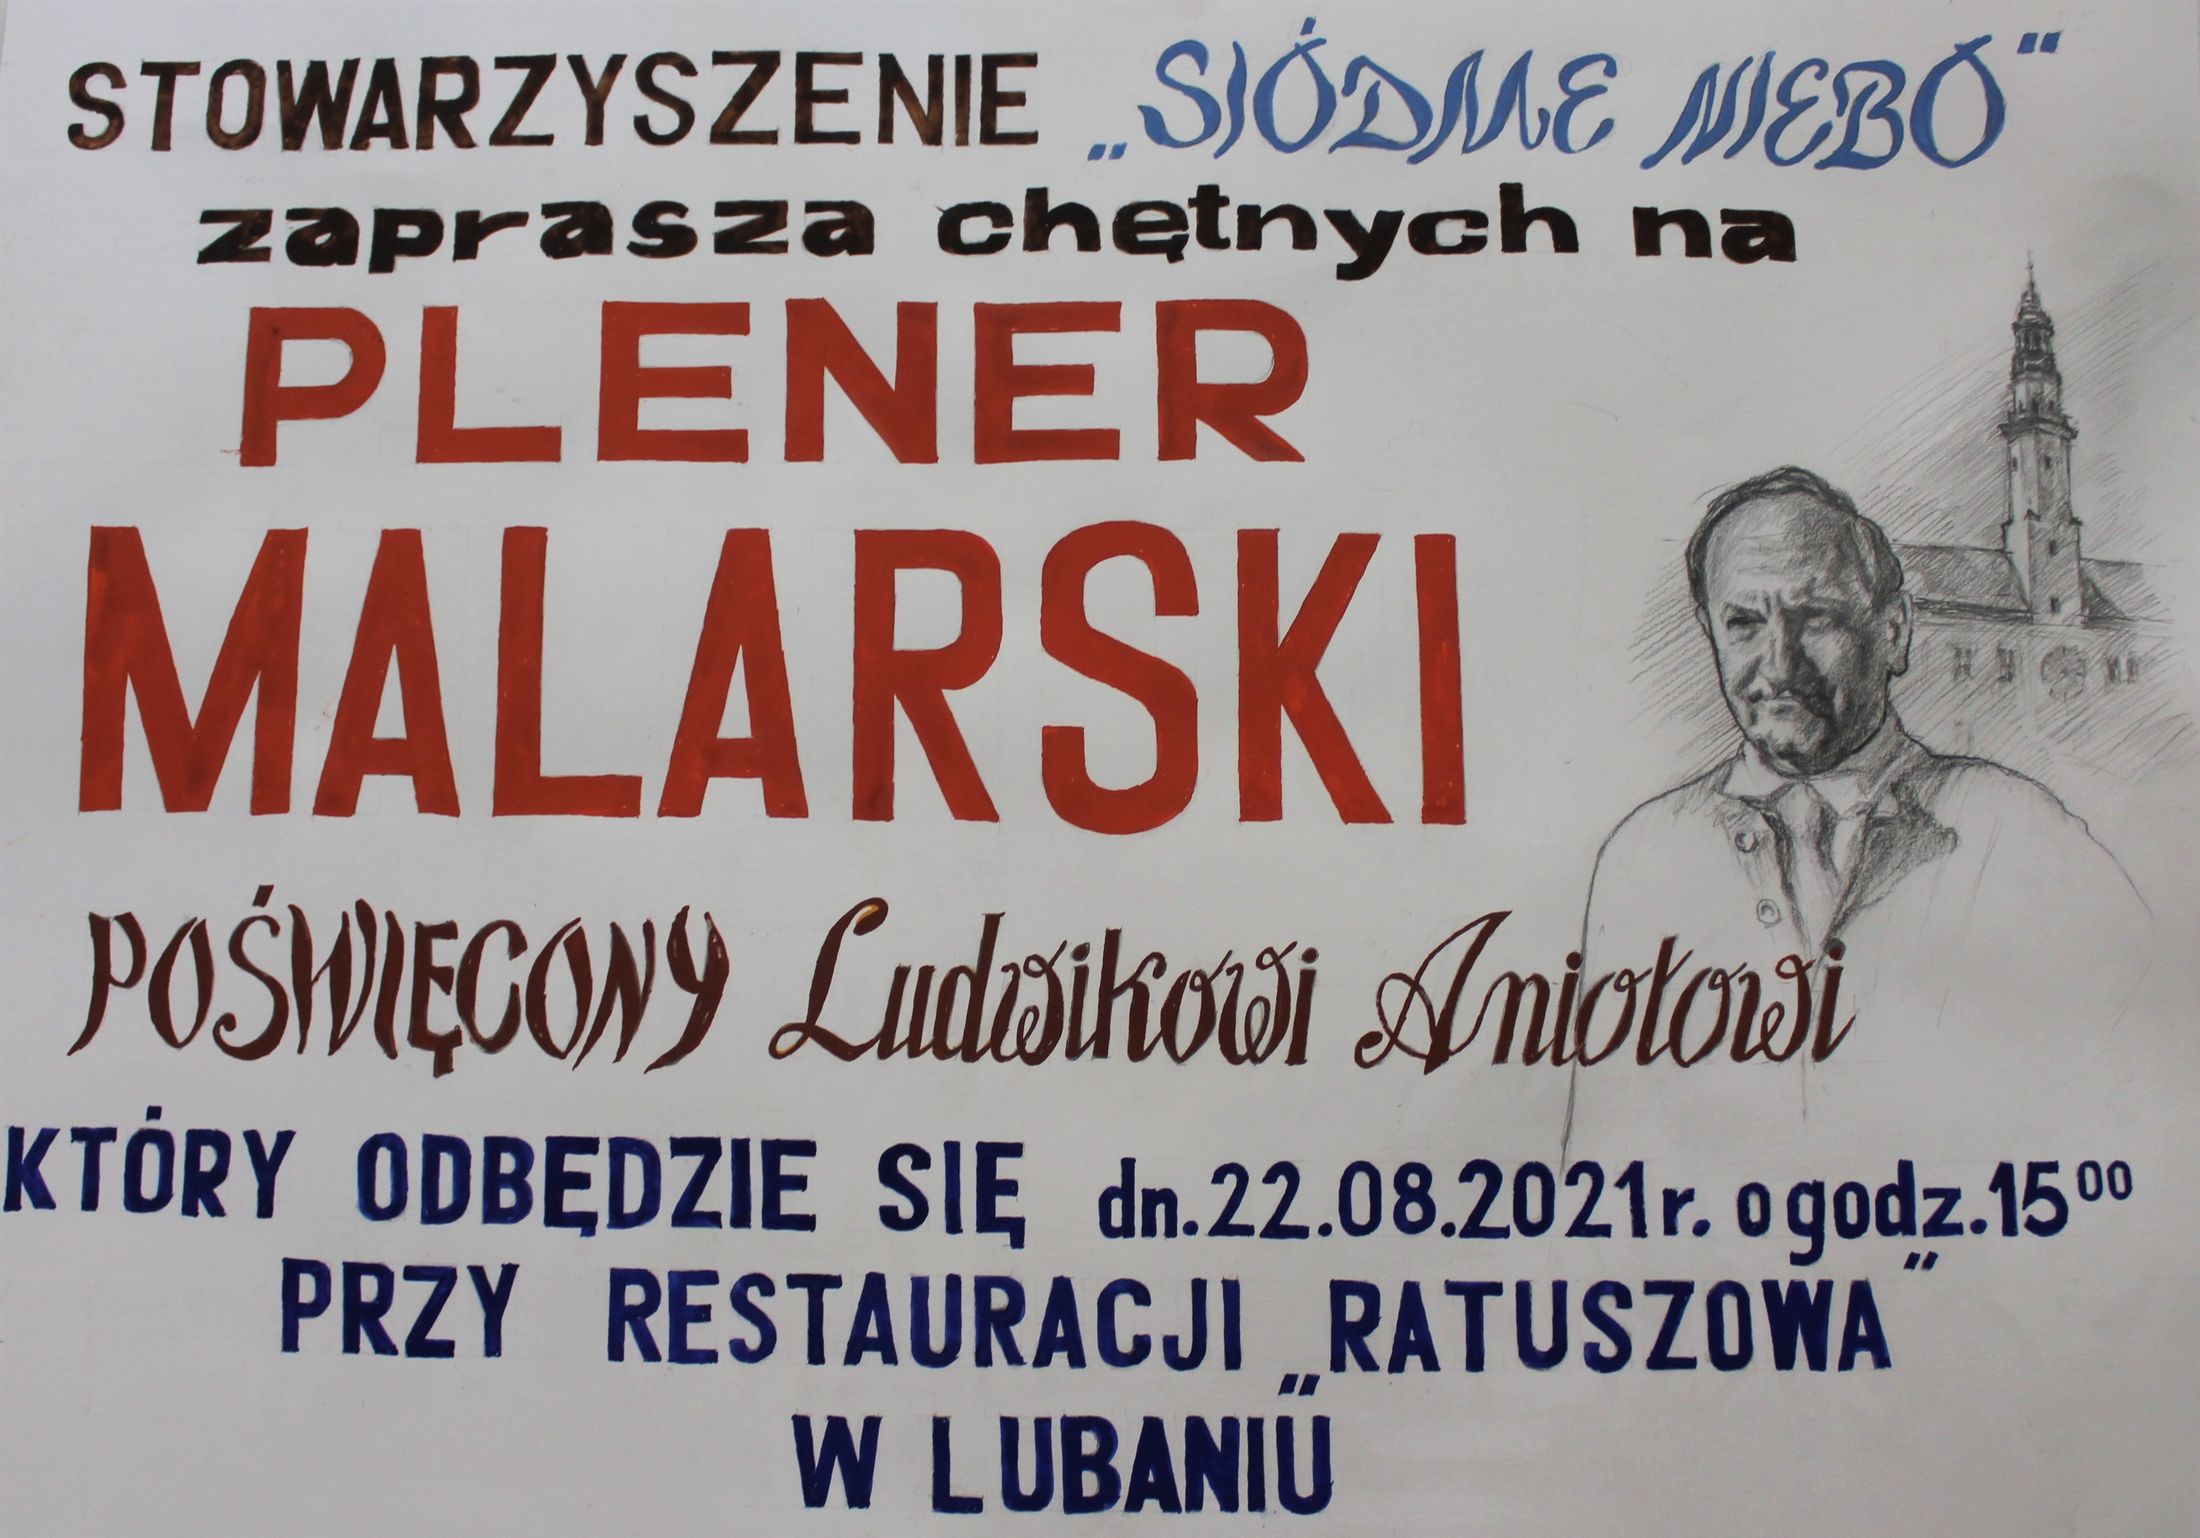 STOWARZYSZENIE „SIÓDME NIEBO"
zaprasza chętnych na
PLENER
MALARSKI
POŚWIĘCONY Ludwikowi Aniołowi
KTÓRY ODBĘDZIE SIĘ dn.22.08.2021r. o godz.15⁰⁰
PRZY RESTAURACJI „RATUSZOWA"
W LUBANIU